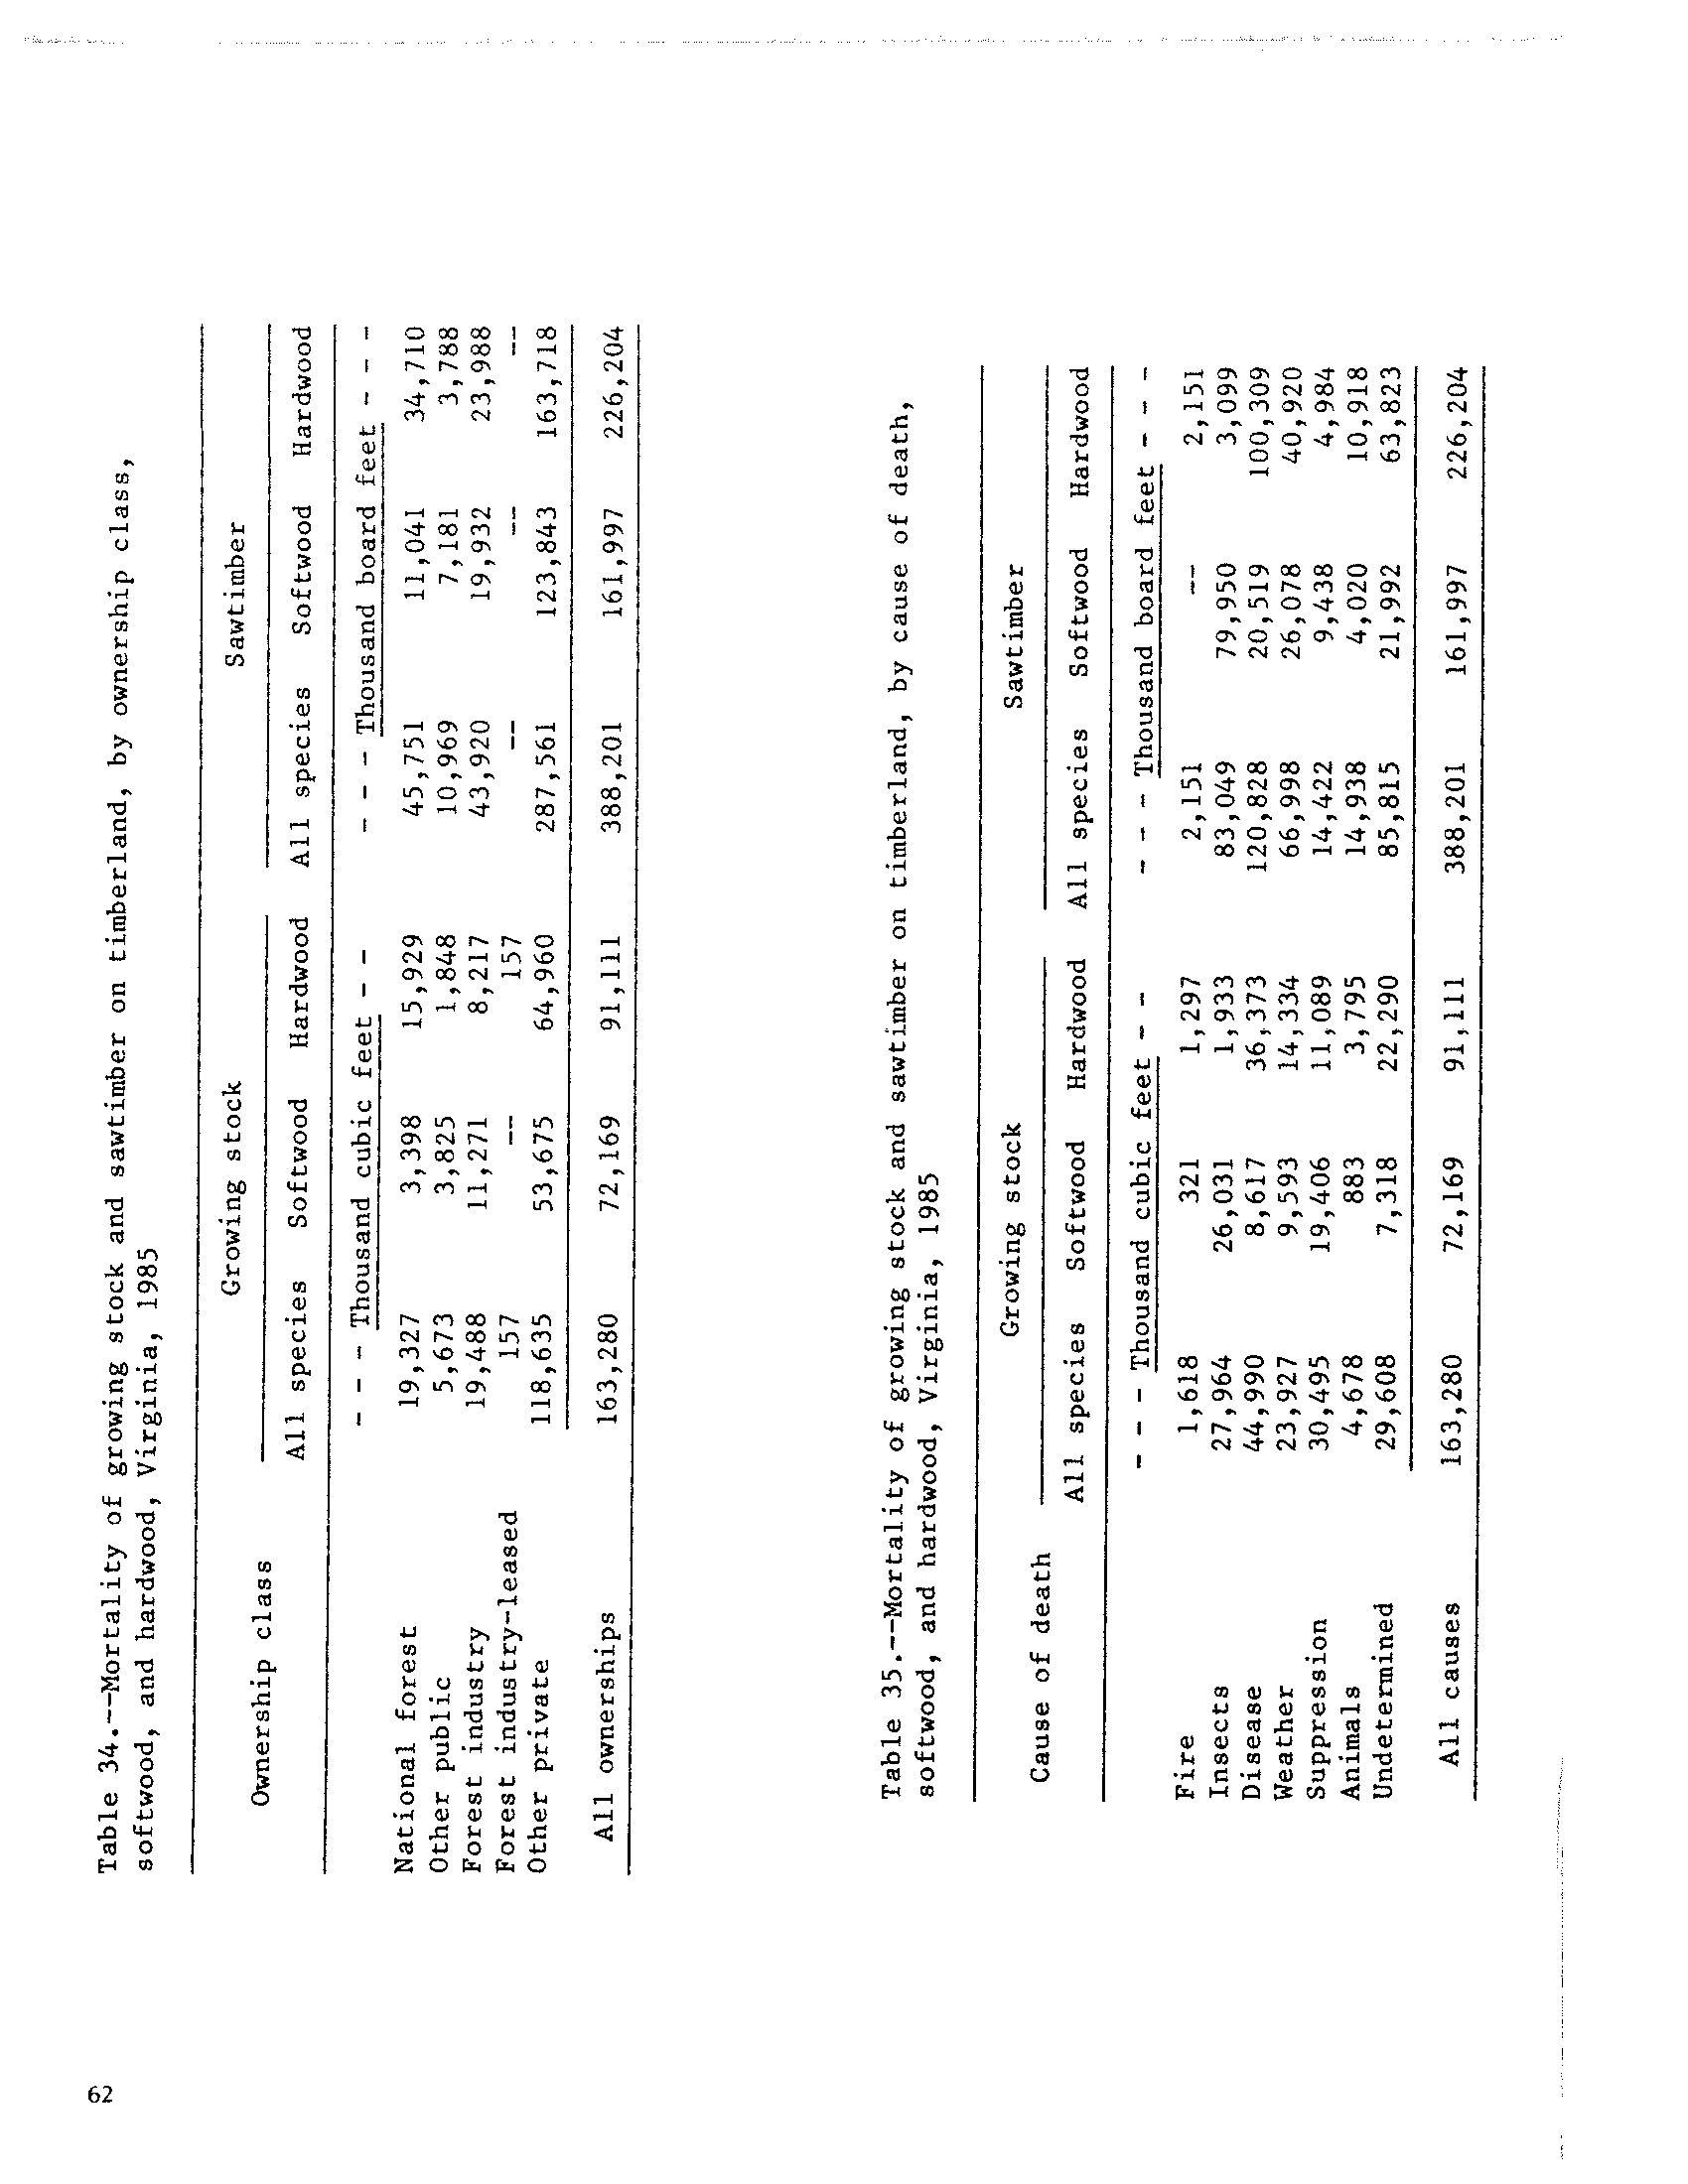 Table 34.--Mortality of growing stock and sawtimber on timberland, by ownership class,
softwood, and hardwood, Virginia, 1985
Growing stock Sawtimber
Ownership class
All species Softwood Hardwood All species Softwood Hardwood
- - - Thousand cubic feet - - - - - Thousand board feet - - -
National forest 19,327 3,398 15,929 45,751 11,041 34,710
Other public 5,673 3,825 1,848 10,969 7,181 3,788
Forest industry 19,488 11,271 8,217 43,920 19,932 23,988
Forest industry-leased 157 -- 157 -- -- --
Other private 118,635 53,675 64,960 287,561 123,843 163,718
All ownerships 163,280 72,169 91,111 388,201 161,997 226,204
Table 35.--Mortality of growing stock and sawtimber on timberland, by cause of death,
softwood, and hardwood, Virginia, 1985
Growing stock Sawtimber
Cause of death
All species Softwood Hardwood All species Softwood Hardwood
- - - Thousand cubic feet - - - - - Thousand board feet - - -
Fire 1,618 321 1,297 2,151 -- 2,151
Insects 27,964 26,031 1,933 83,049 79,950 3,099
Disease 44,990 8,617 36,373 120,828 20,519 100,309
Weather 23,927 9,593 14,334 66,998 26,078 40,920
Suppression 30,495 19,406 11,089 14,422 9,438 4,984
Animals 4,678 883 3,795 14,938 4,020 10,918
Undetermined 29,608 7,318 22,290 85,815 21,992 63,823
All causes 163,280 72,169 91,111 388,201 161,997 226,204
62